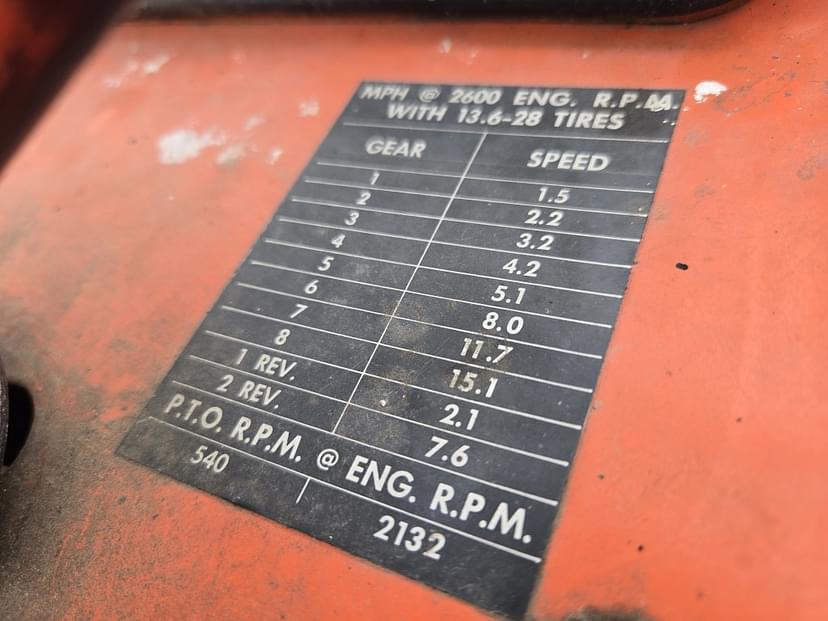 MPH @ 2600 ENG. R.P.M.
WITH 13.6-28 TIRES
GEAR SPEED
1 1.5
2 2.2
3 3.2
4 4.2
5 5.1
6 8.0
7 11.7
8 15.1
1 REV. 2.1
2 REV. 7.6
P.T.O. R.P.M. @ ENG. R.P.M.
540 2132